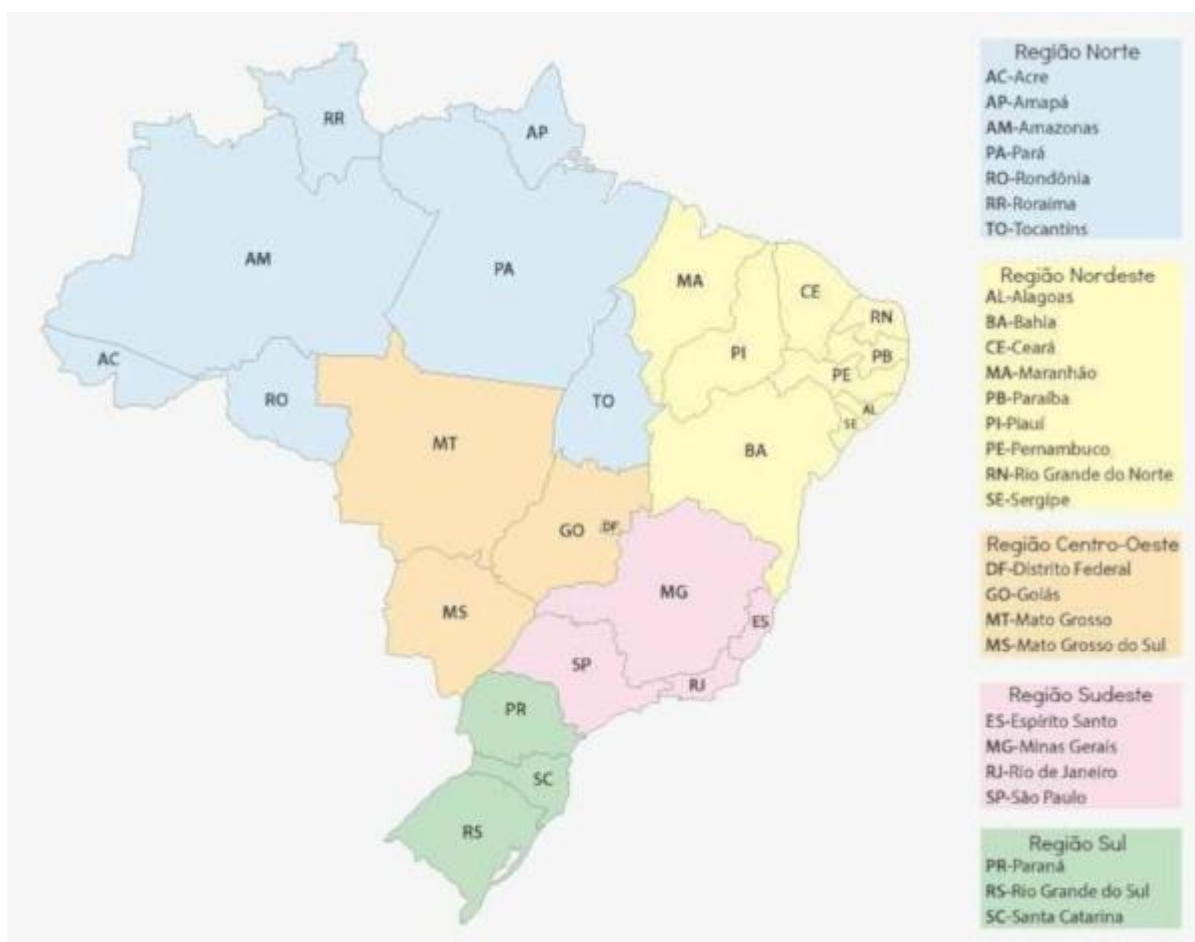 RR
AP
AM
PA
MA
CE
RN
PB
PI
PE
AL
SE
AC
RO
TO
MT
BA
GO
DF
MS
MG
ES
SP
RJ
PR
SC
RS
Região Norte
AC-Acre
AP-Amapá
AM-Amazonas
PA-Pará
RO-Rondônia
RR-Roraima
TO-Tocantins
Região Nordeste
AL-Alagoas
BA-Bahia
CE-Ceará
MA-Maranhão
PB-Paraíba
PI-Piauí
PE-Pernambuco
RN-Rio Grande do Norte
SE-Sergipe
Região Centro-Oeste
DF-Distrito Federal
GO-Goiás
MT-Mato Grosso
MS-Mato Grosso do Sul
Região Sudeste
ES-Espírito Santo
MG-Minas Gerais
RJ-Rio de Janeiro
SP-São Paulo
Região Sul
PR-Paraná
RS-Rio Grande do Sul
SC-Santa Catarina